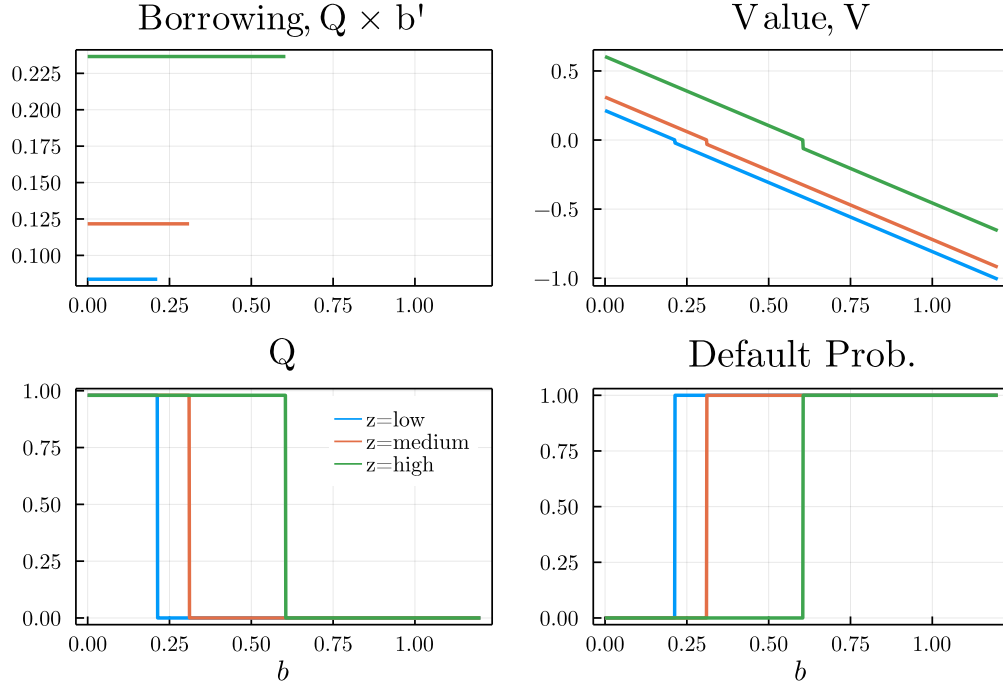 Borrowing, Q × b'
0.225
0.200
0.175
0.150
0.125
0.100
0.00 0.25 0.50 0.75 1.00
Value, V
0.5
0.0
−0.5
−1.0
0.00 0.25 0.50 0.75 1.00
Q
1.00
0.75
0.50
0.25
0.00
z=low
z=medium
z=high
0.00 0.25 0.50 0.75 1.00
b
Default Prob.
1.00
0.75
0.50
0.25
0.00
0.00 0.25 0.50 0.75 1.00
b